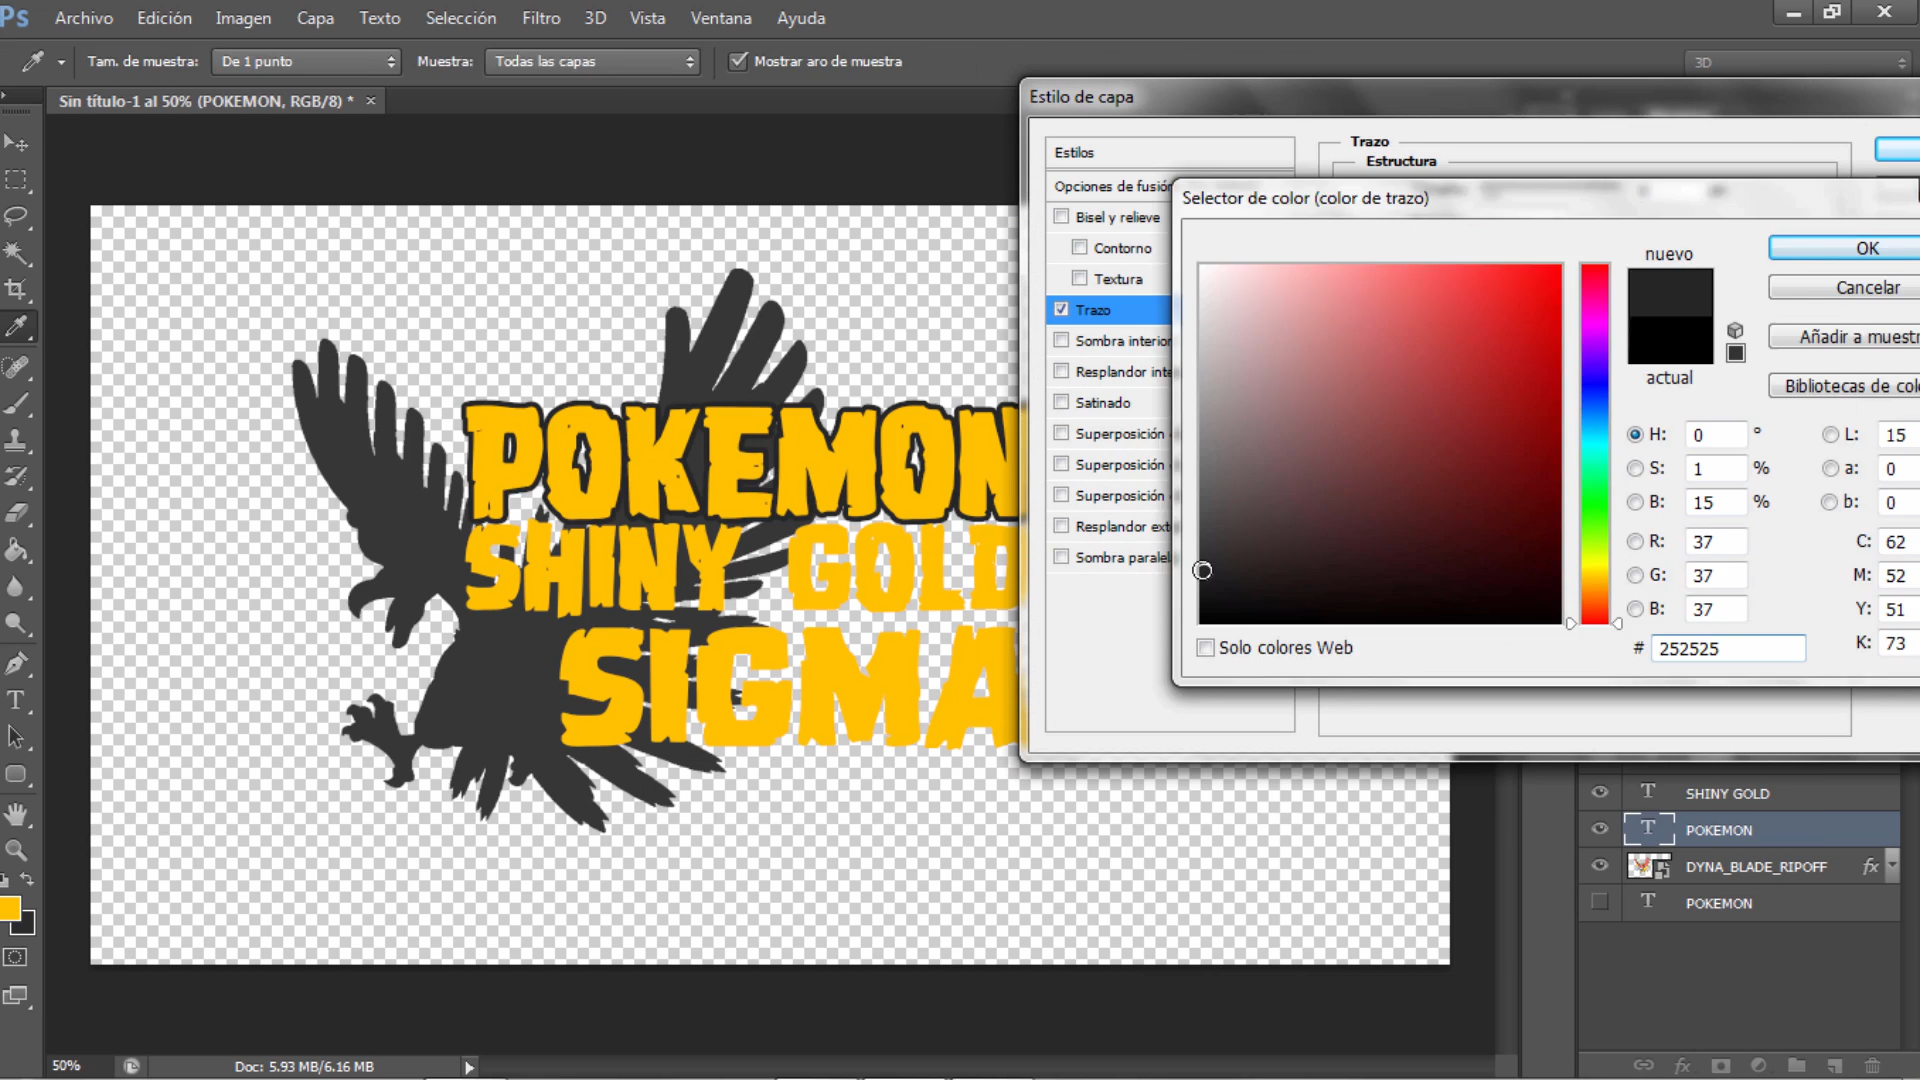 Ps Archivo Edición Imagen Capa Texto Selección Filtro 3D Vista Ventana Ayuda
Tam. de muestra: De 1 punto Muestra: Todas las capas Mostrar aro de muestra 3D
Sin título-1 al 50% (POKEMON, RGB/8) * ×
Estilo de capa
Estilos
Opciones de fusión
Bisel y relieve
Contorno
Textura
Trazo
Sombra interior
Resplandor inte
Satinado
Superposición
Superposición
Superposición
Resplandor ext
Sombra paralel
Trazo
Estructura
Selector de color (color de trazo)
nuevo
actual
OK
Cancelar
Añadir a muestr
Bibliotecas de colo
H: 0 °
S: 1 %
B: 15 %
R: 37
G: 37
B: 37
# 252525
L: 15
a: 0
b: 0
C: 62
M: 52
Y: 51
K: 73
Solo colores Web
POKEMON
SHINY GOLD
SIGMA
T SHINY GOLD
T POKEMON
DYNA_BLADE_RIPOFF fx
T POKEMON
50% Doc: 5.93 MB/6.16 MB
fx